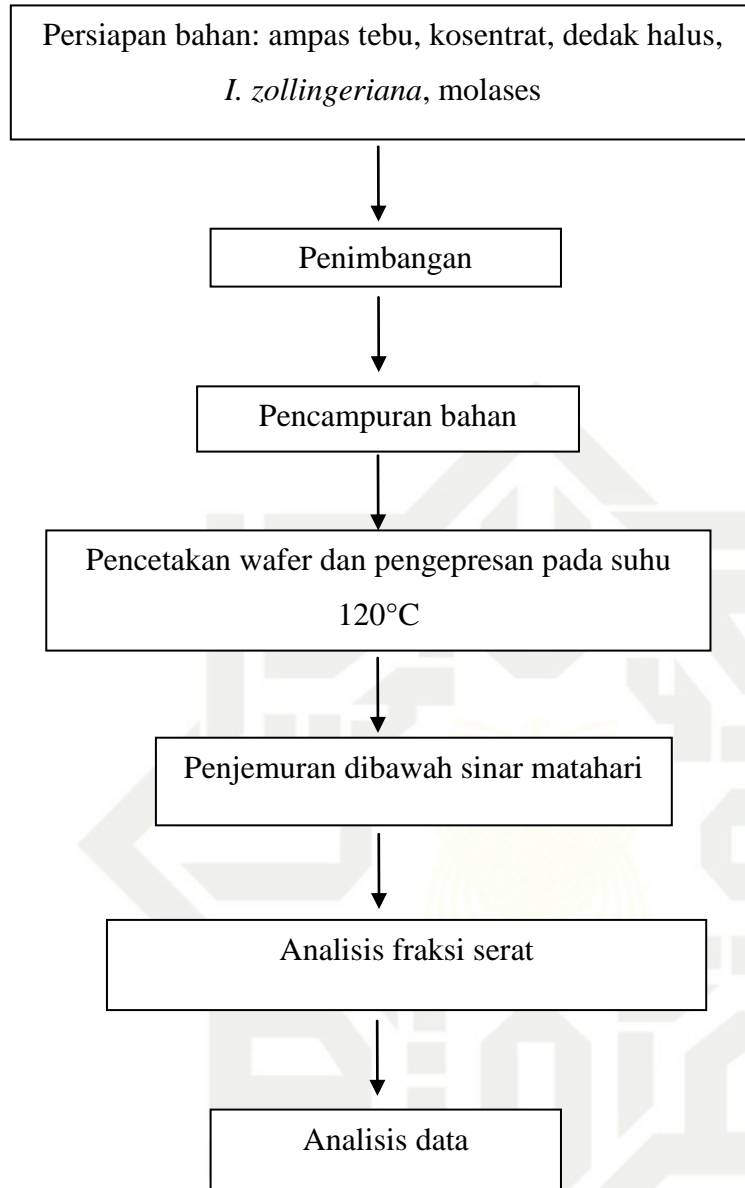 Persiapan bahan: ampas tebu, kosentrat, dedak halus,
I. zollingeriana, molases
Penimbangan
Pencampuran bahan
Pencetakan wafer dan pengepresan pada suhu
120°C
Penjemuran dibawah sinar matahari
Analisis fraksi serat
Analisis data